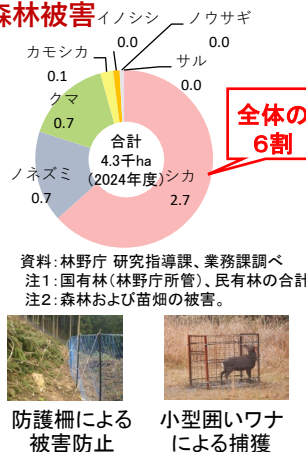 森林被害
イノシシ
0.0
ノウサギ
0.0
サル
0.0
カモシカ
0.1
クマ
0.7
ノネズミ
0.7
合計
4.3千ha
(2024年度)
シカ
2.7
全体の
6割
資料:林野庁 研究指導課、業務課調べ
注1:国有林(林野庁所管)、民有林の合計
注2:森林および苗畑の被害。
防護柵による
被害防止
小型囲いワナ
による捕獲